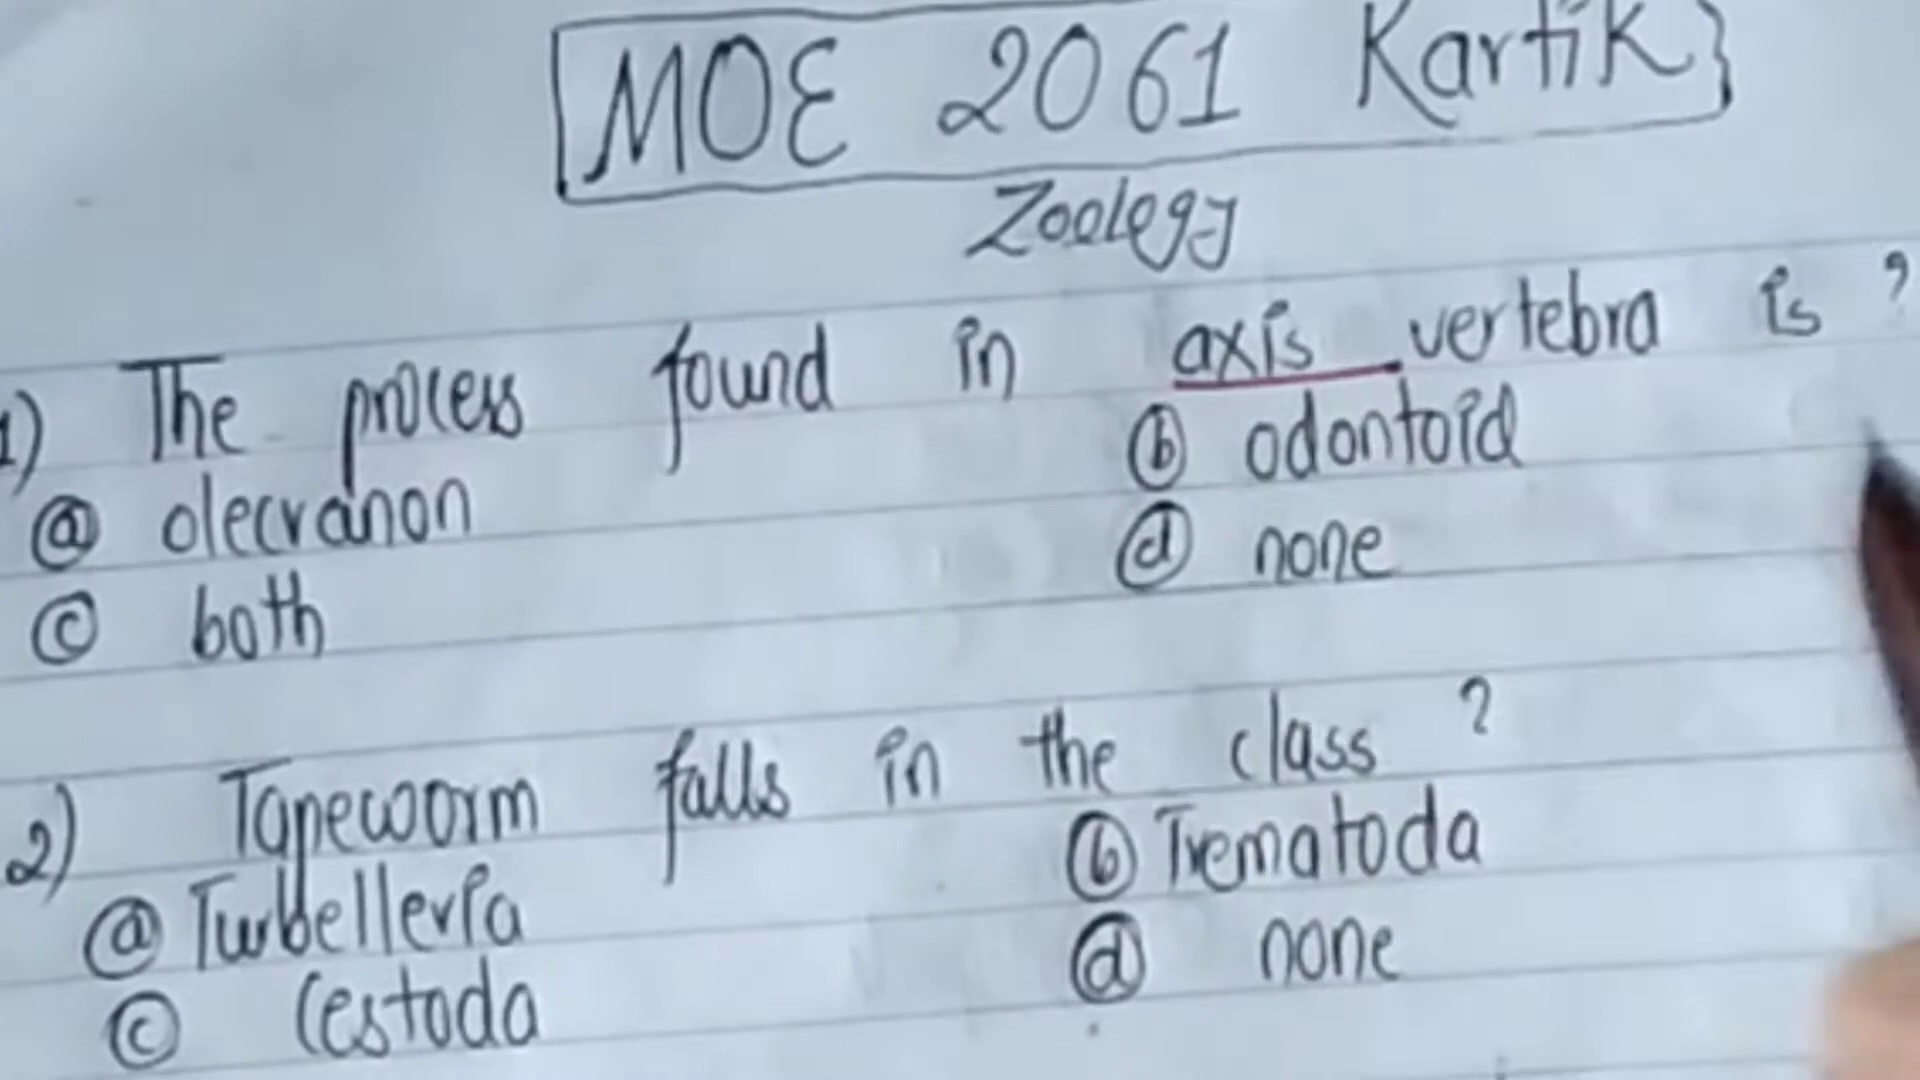 MOE 2061 Kartik
Zoology
1) The process found in axis vertebra is ?
ⓐ olecranon ⓑ odontoid
ⓒ both ⓓ none
2) Tapeworm falls in the class ?
ⓐ Turbelleria ⓑ Trematoda
ⓒ Cestoda ⓓ none